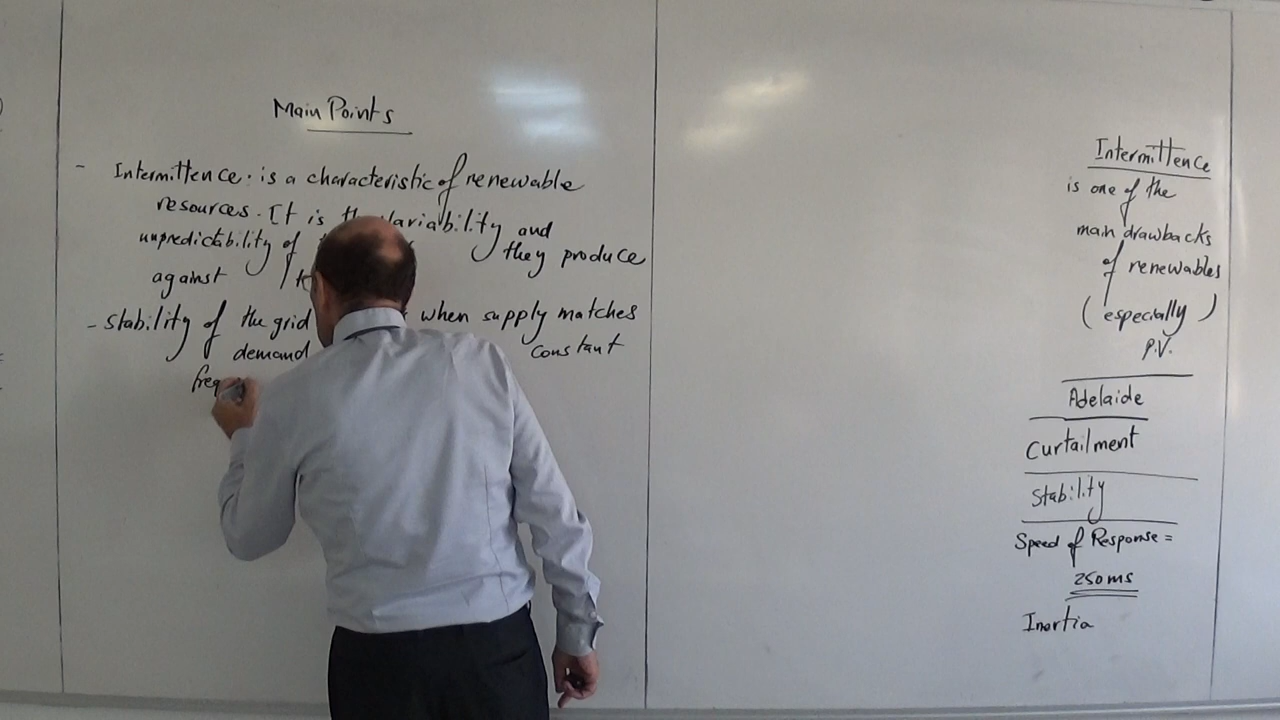 Main Points
- Intermittence: is a characteristic of renewable
resources. It is the variability and
unpredictability of they produce
against
- Stability of the grid when supply matches
demand constant
freq
Intermittence
is one of the
main drawbacks
of renewables
(especially)
P.V.
Adelaide
Curtailment
Stability
Speed of Response =
250ms
Inertia